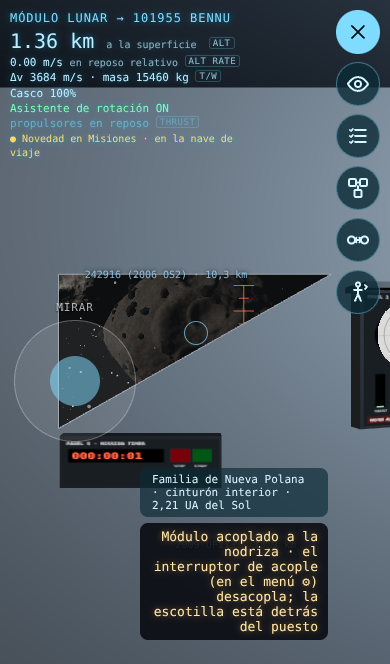 MÓDULO LUNAR → 101955 BENNU
1.36 km a la superficie ALT
0.00 m/s en reposo relativo ALT RATE
Δv 3684 m/s · masa 15460 kg T/W
Casco 100%
Asistente de rotación ON
propulsores en reposo THRUST
● Novedad en Misiones · en la nave de
viaje
242916 (2006 OS2) · 10,3 km
MIRAR
MISSION TIMER
000:00:01
Familia de Nueva Polana
· cinturón interior ·
2,21 UA del Sol
Módulo acoplado a la
nodriza · el
interruptor de acople
(en el menú ⚙)
desacopla; la
escotilla está detrás
del puesto